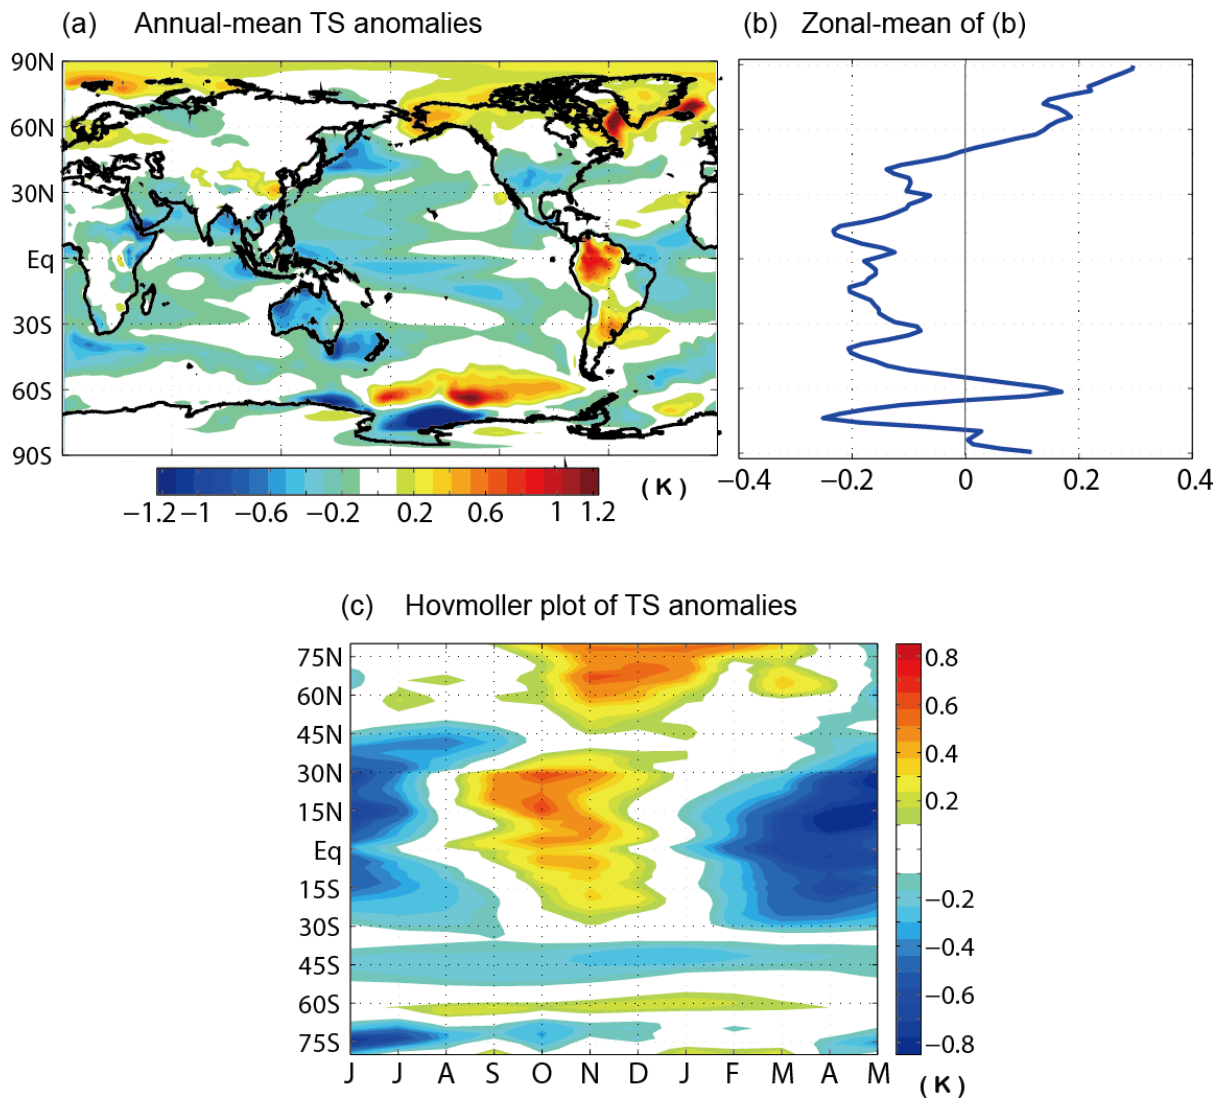 (a) Annual-mean TS anomalies
(b) Zonal-mean of (b)
90N
60N
30N
Eq
30S
60S
90S
−1.2 −1 −0.6 −0.2 0.2 0.6 1 1.2 (K)
−0.4 −0.2 0 0.2 0.4
(c) Hovmoller plot of TS anomalies
75N
60N
45N
30N
15N
Eq
15S
30S
45S
60S
75S
J J A S O N D J F M A M
0.8
0.6
0.4
0.2
−0.2
−0.4
−0.6
−0.8
(K)